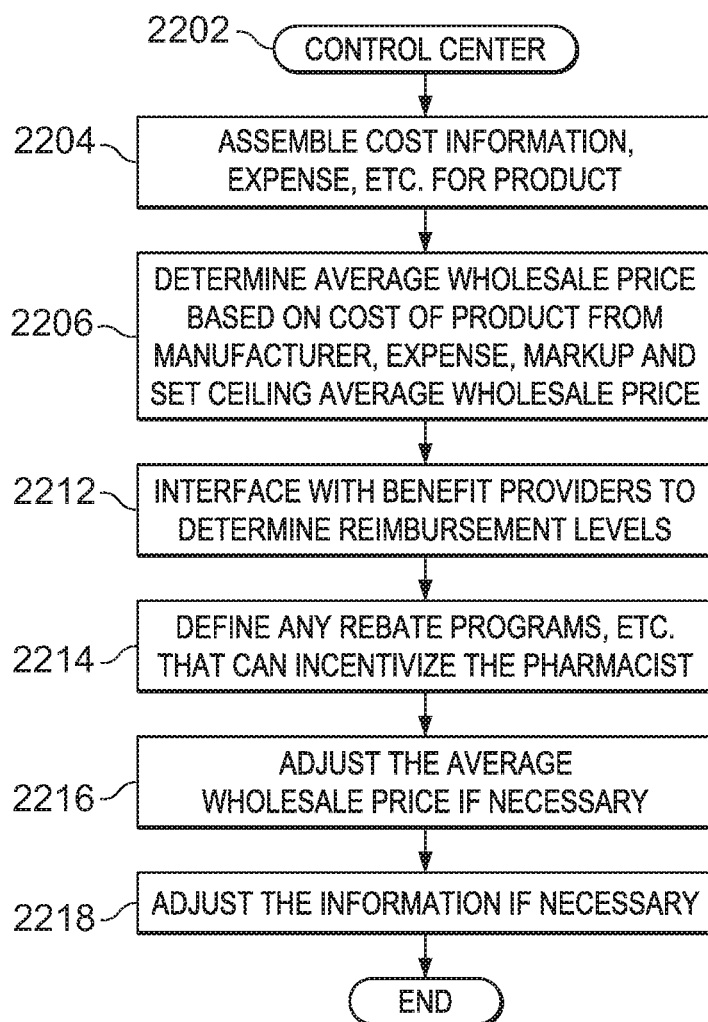 2202
CONTROL CENTER
2204
ASSEMBLE COST INFORMATION,
EXPENSE, ETC. FOR PRODUCT
2206
DETERMINE AVERAGE WHOLESALE PRICE
BASED ON COST OF PRODUCT FROM
MANUFACTURER, EXPENSE, MARKUP AND
SET CEILING AVERAGE WHOLESALE PRICE
2212
INTERFACE WITH BENEFIT PROVIDERS TO
DETERMINE REIMBURSEMENT LEVELS
2214
DEFINE ANY REBATE PROGRAMS, ETC.
THAT CAN INCENTIVIZE THE PHARMACIST
2216
ADJUST THE AVERAGE
WHOLESALE PRICE IF NECESSARY
2218
ADJUST THE INFORMATION IF NECESSARY
END